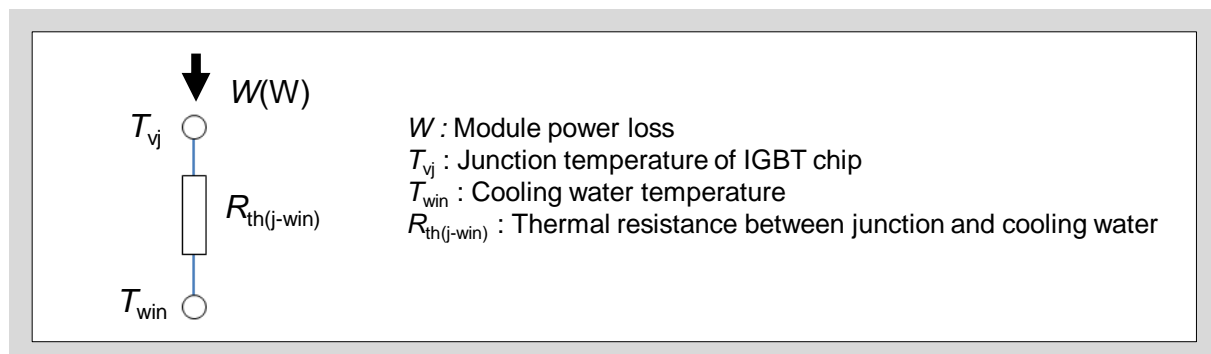 W(W)
Tvj
Rth(j-win)
Twin
W : Module power loss
Tvj : Junction temperature of IGBT chip
Twin : Cooling water temperature
Rth(j-win) : Thermal resistance between junction and cooling water